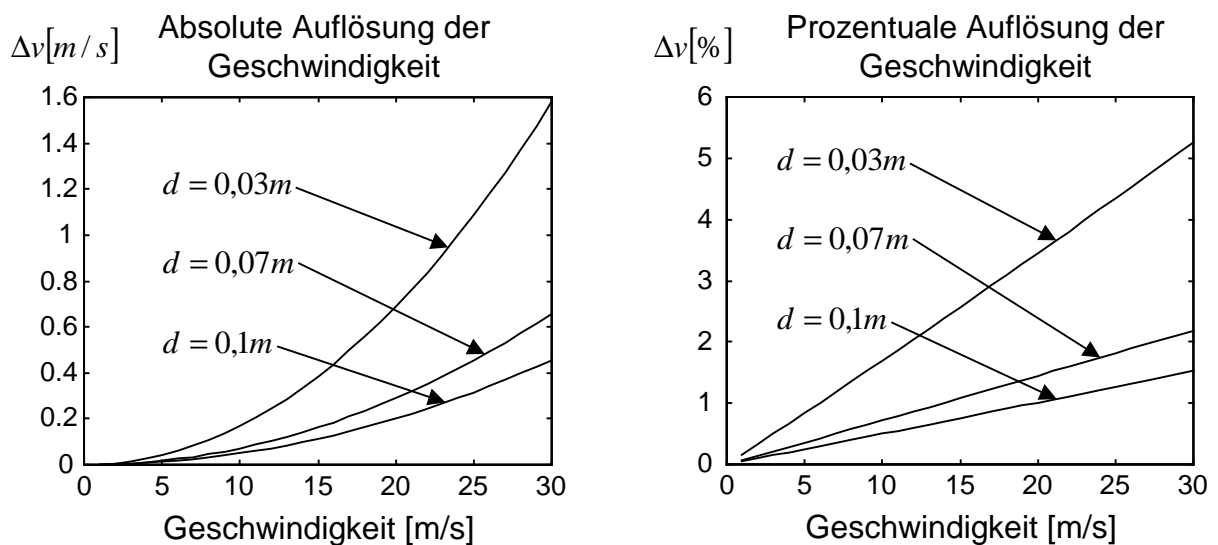 Absolute Auflösung der
Geschwindigkeit
Δv[m / s]
1.6
1.4
1.2
1
0.8
0.6
0.4
0.2
0
d = 0,03m
d = 0,07m
d = 0,1m
0 5 10 15 20 25 30
Geschwindigkeit [m/s]
Prozentuale Auflösung der
Geschwindigkeit
Δv[%]
6
5
4
3
2
1
0
d = 0,03m
d = 0,07m
d = 0,1m
0 5 10 15 20 25 30
Geschwindigkeit [m/s]